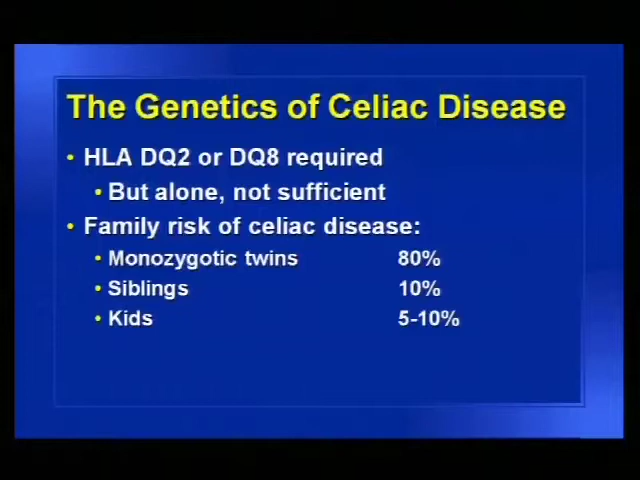 The Genetics of Celiac Disease
• HLA DQ2 or DQ8 required
• But alone, not sufficient
• Family risk of celiac disease:
• Monozygotic twins 80%
• Siblings 10%
• Kids 5-10%